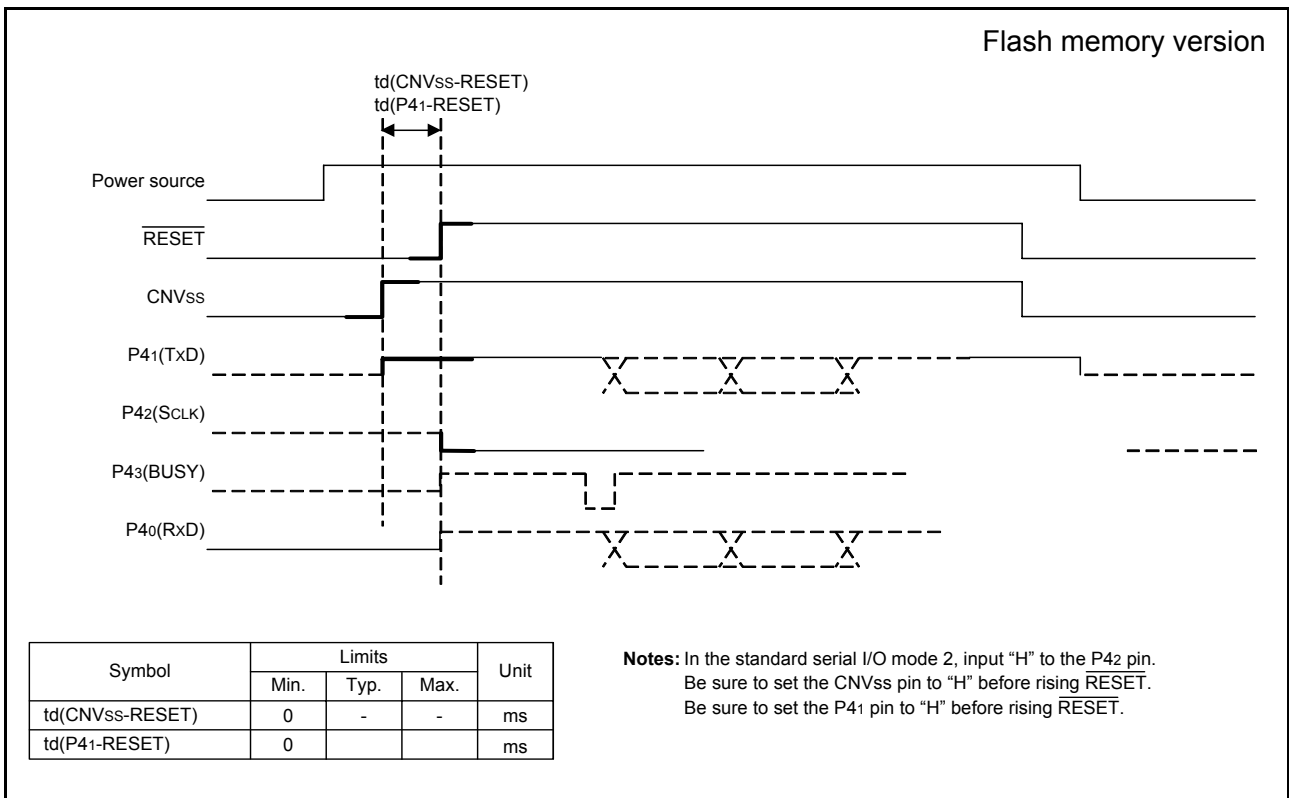 Flash memory version
td(CNVss-RESET)
td(P41-RESET)
Power source
RESET
CNVss
P41(TxD)
P42(SCLK)
P43(BUSY)
P40(RxD)
Symbol Limits Unit
Min. Typ. Max.
td(CNVss-RESET) 0 - - ms
td(P41-RESET) 0 ms
Notes: In the standard serial I/O mode 2, input “H” to the P42 pin.
Be sure to set the CNVss pin to “H” before rising RESET.
Be sure to set the P41 pin to “H” before rising RESET.